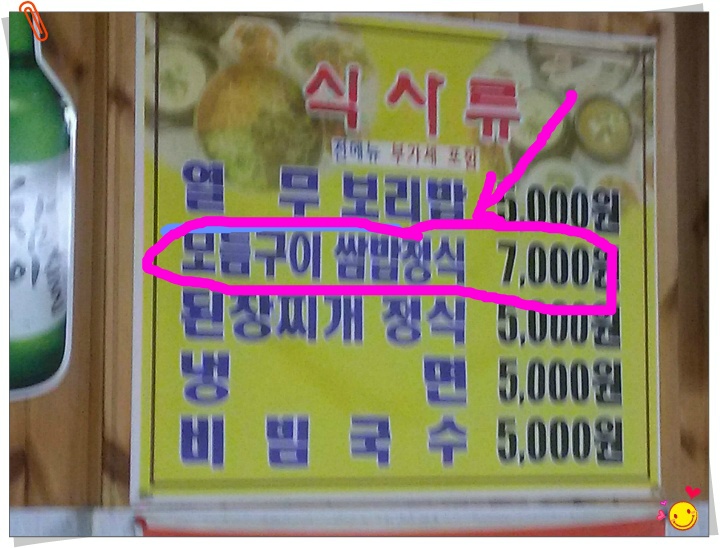 식사류
전메뉴 부가세 포함
열무 보리밥 5,000원
모듬구이 쌈밥정식 7,000원
된장찌개 정식 5,000원
냉면 5,000원
비빔국수 5,000원